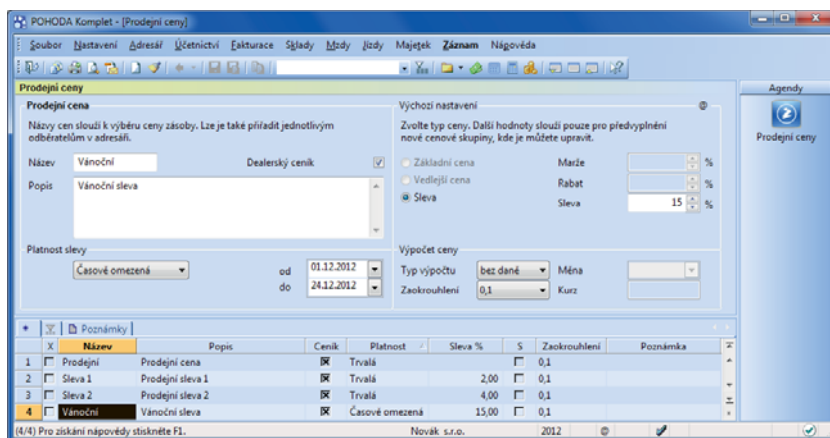 POHODA Komplet - [Prodejní ceny]
Soubor Nastavení Adresář Účetnictví Fakturace Sklady Mzdy Jízdy Majetek Záznam Nápověda
Prodejní ceny
Agendy
Prodejní ceny
Prodejní cena
Názvy cen slouží k výběru ceny zásoby. Lze je také přiřadit jednotlivým
odběratelům v adresáři.
Název Vánoční Dealerský ceník
Popis Vánoční sleva
Výchozí nastavení @
Zvolte typ ceny. Další hodnoty slouží pouze pro předvyplnění
nové cenové skupiny, kde je můžete upravit.
Základní cena Marže %
Vedlejší cena Rabat %
Sleva Sleva 15 %
Platnost slevy
Časově omezená od 01.12.2012
do 24.12.2012
Výpočet ceny
Typ výpočtu bez daně Měna
Zaokrouhlení 0,1 Kurz
* Poznámky
X Název Popis Ceník Platnost Sleva % S Zaokrouhlení Poznámka
1 Prodejní Prodejní cena Trvalá 0,1
2 Sleva 1 Prodejní sleva 1 Trvalá 2,00 0,1
3 Sleva 2 Prodejní sleva 2 Trvalá 4,00 0,1
4 Vánoční Vánoční sleva Časově omezená 15,00 0,1
(4/4) Pro získání nápovědy stiskněte F1. Novák s.r.o. 2012 @